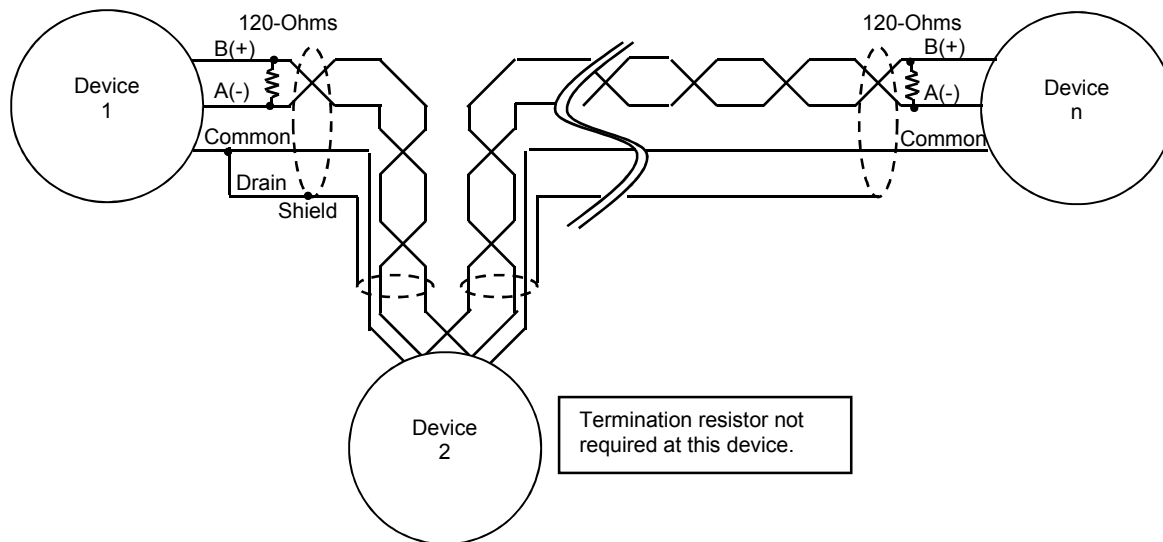 120-Ohms
120-Ohms
B(+)
B(+)
Device
1
A(-)
A(-)
Device
n
Common
Common
Drain
Shield
Device
2
Termination resistor not
required at this device.